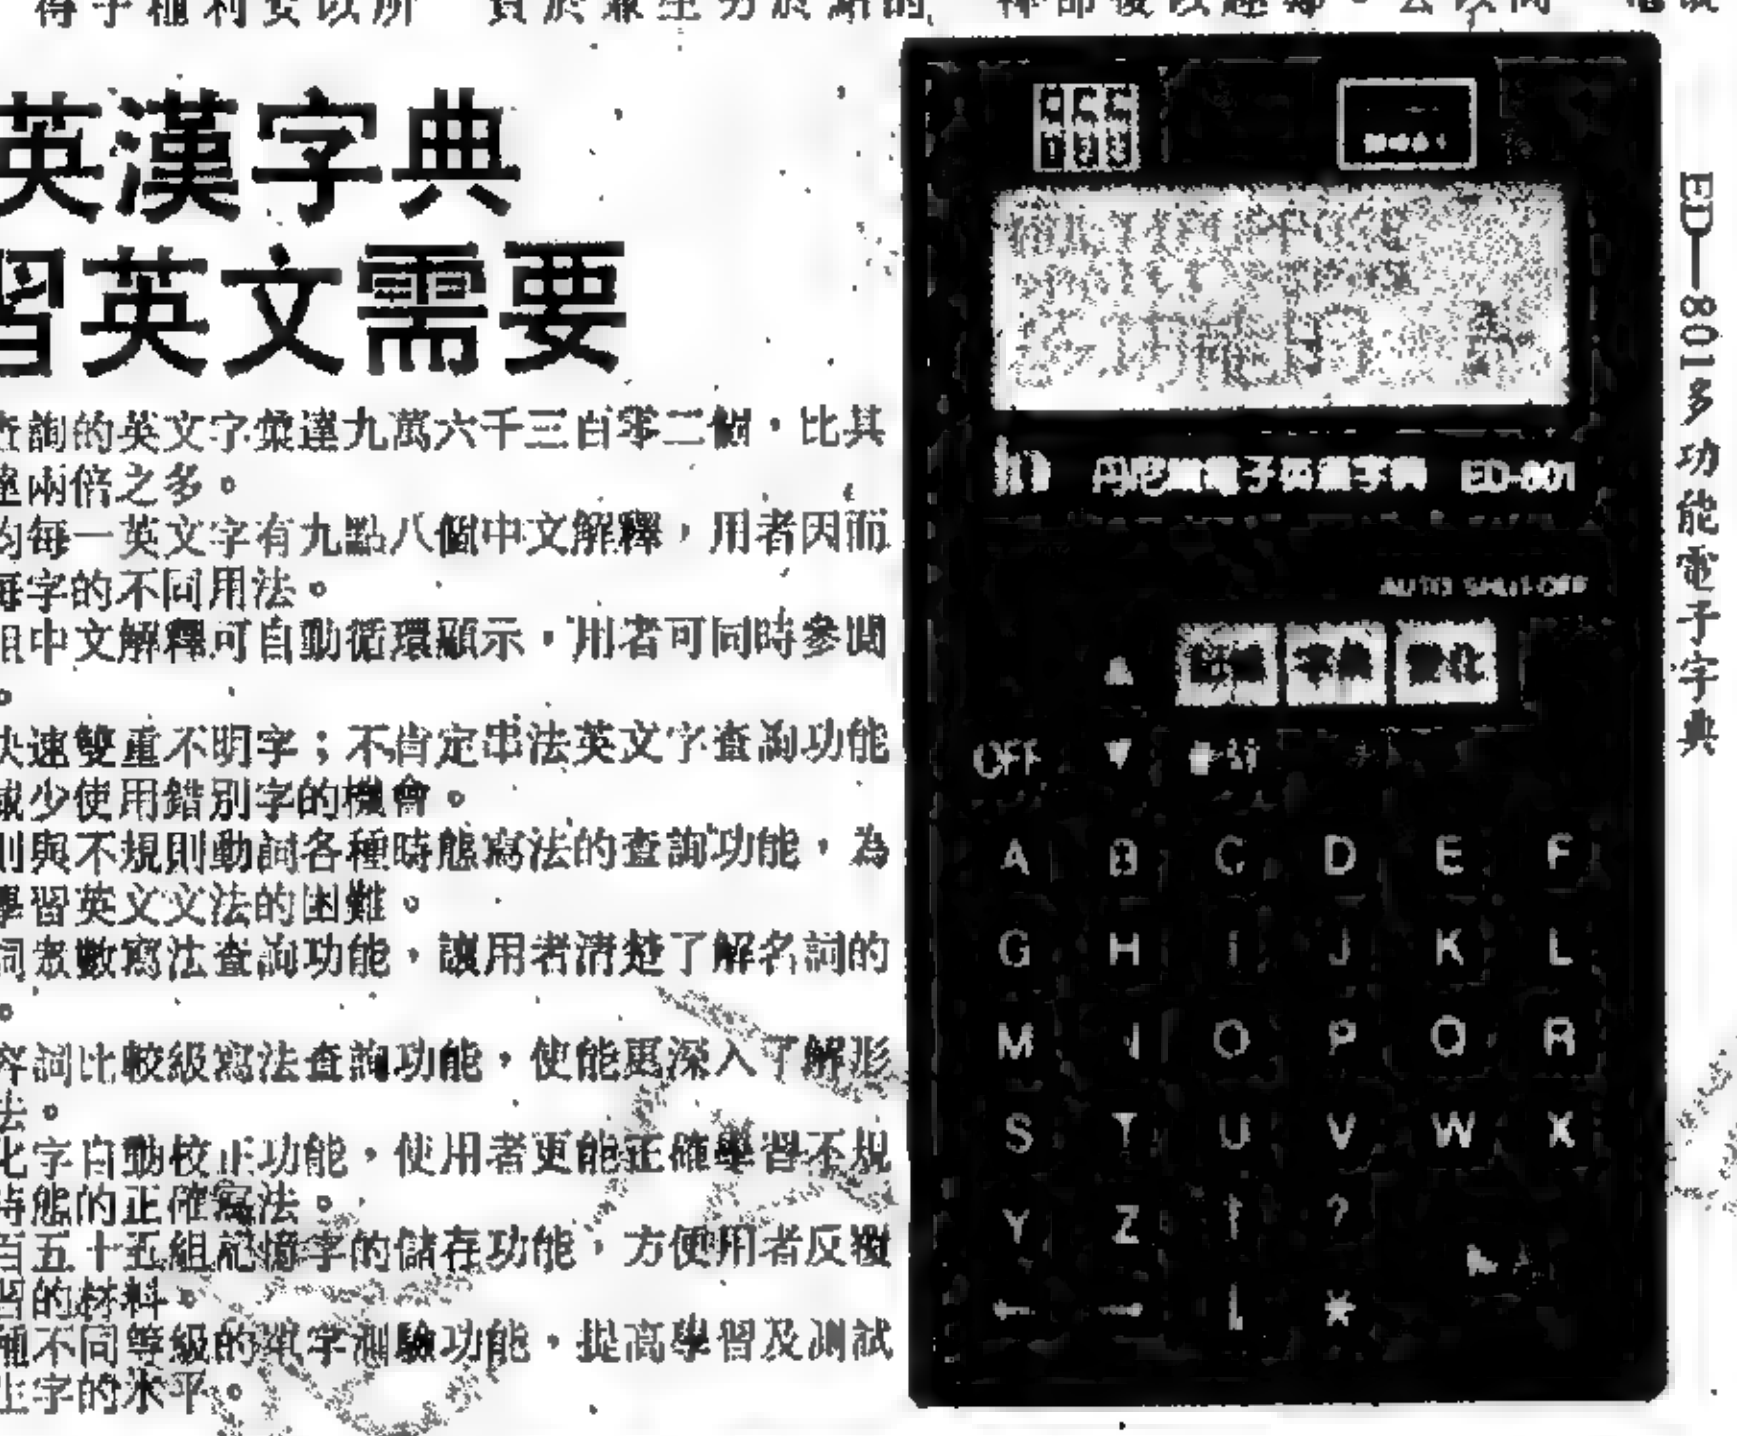 英漢字典
習英文需要
查詢的英文字彙達九萬六千三百零二個，比其
達兩倍之多。
均每一英文字有九點八個中文解釋，用者因而
每字的不同用法。
組中文解釋可自動循環顯示，用者可同時參閱
。
快速雙重不明字；不肯定串法英文字查詢功能
減少使用錯別字的機會。
則與不規則動詞各種時態寫法的查詢功能，為
學習英文文法的困難。
詞眾數寫法查詢功能，讓用者清楚了解名詞的
。
容詞比較級寫法查詢功能，使能更深入了解形
法。
化字自動校正功能，使用者更能正確學習不規
時態的正確寫法。
百五十五組記憶字的儲存功能，方便用者反覆
習的材料。
種不同等級的單字測驗功能，提高學習及測試
生字的水平。
電子英漢字典 ED-801
AUTO SHUT-OFF
字典
OFF
A B C D E F
G H I J K L
M N O P Q R
S T U V W X
Y Z ↑ ?
← → ↓ *
ED—801多功能電子字典